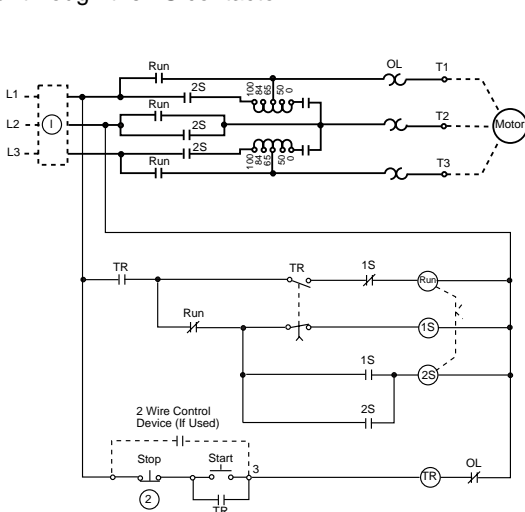 Run
OL
T1
L1
2S
100 84 65 50 0
Run
L2
I
2S
T2
Motor
2S
L3
100 84 65 50 0
Run
T3
TR
TR
1S
Run
Run
1S
1S
2S
2S
2 Wire Control
Device (If Used)
Stop
Start
3
TR
OL
2
TR